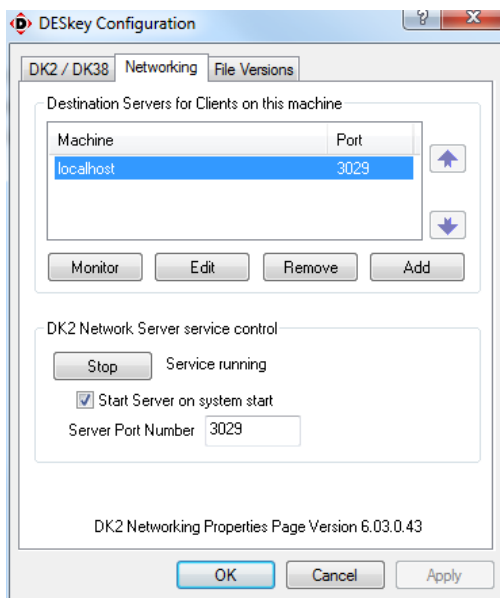 DESkey Configuration
DK2 / DK38 Networking File Versions
Destination Servers for Clients on this machine
Machine Port
localhost 3029
Monitor Edit Remove Add
DK2 Network Server service control
Stop Service running
Start Server on system start
Server Port Number 3029
DK2 Networking Properties Page Version 6.03.0.43
OK Cancel Apply